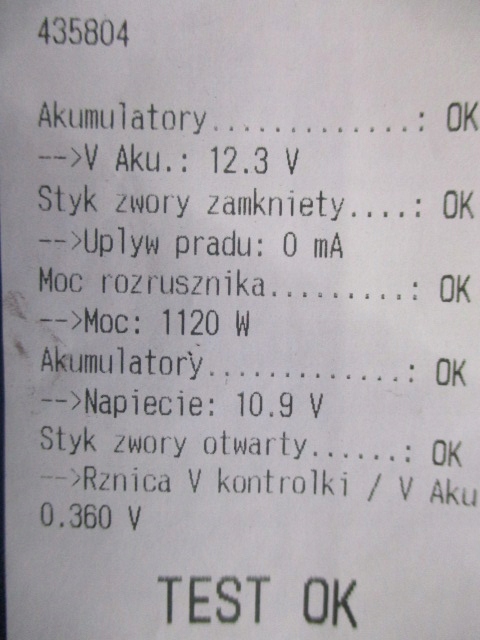 435804
Akumulatory.............: OK
-->V Aku.: 12.3 V
Styk zwory zamkniety....: OK
-->Uplyw pradu: 0 mA
Moc rozrusznika.........: OK
-->Moc: 1120 W
Akumulatory.............: OK
-->Napiecie: 10.9 V
Styk zwory otwarty......: OK
-->Rznica V kontrolki / V Aku
0.360 V
TEST OK